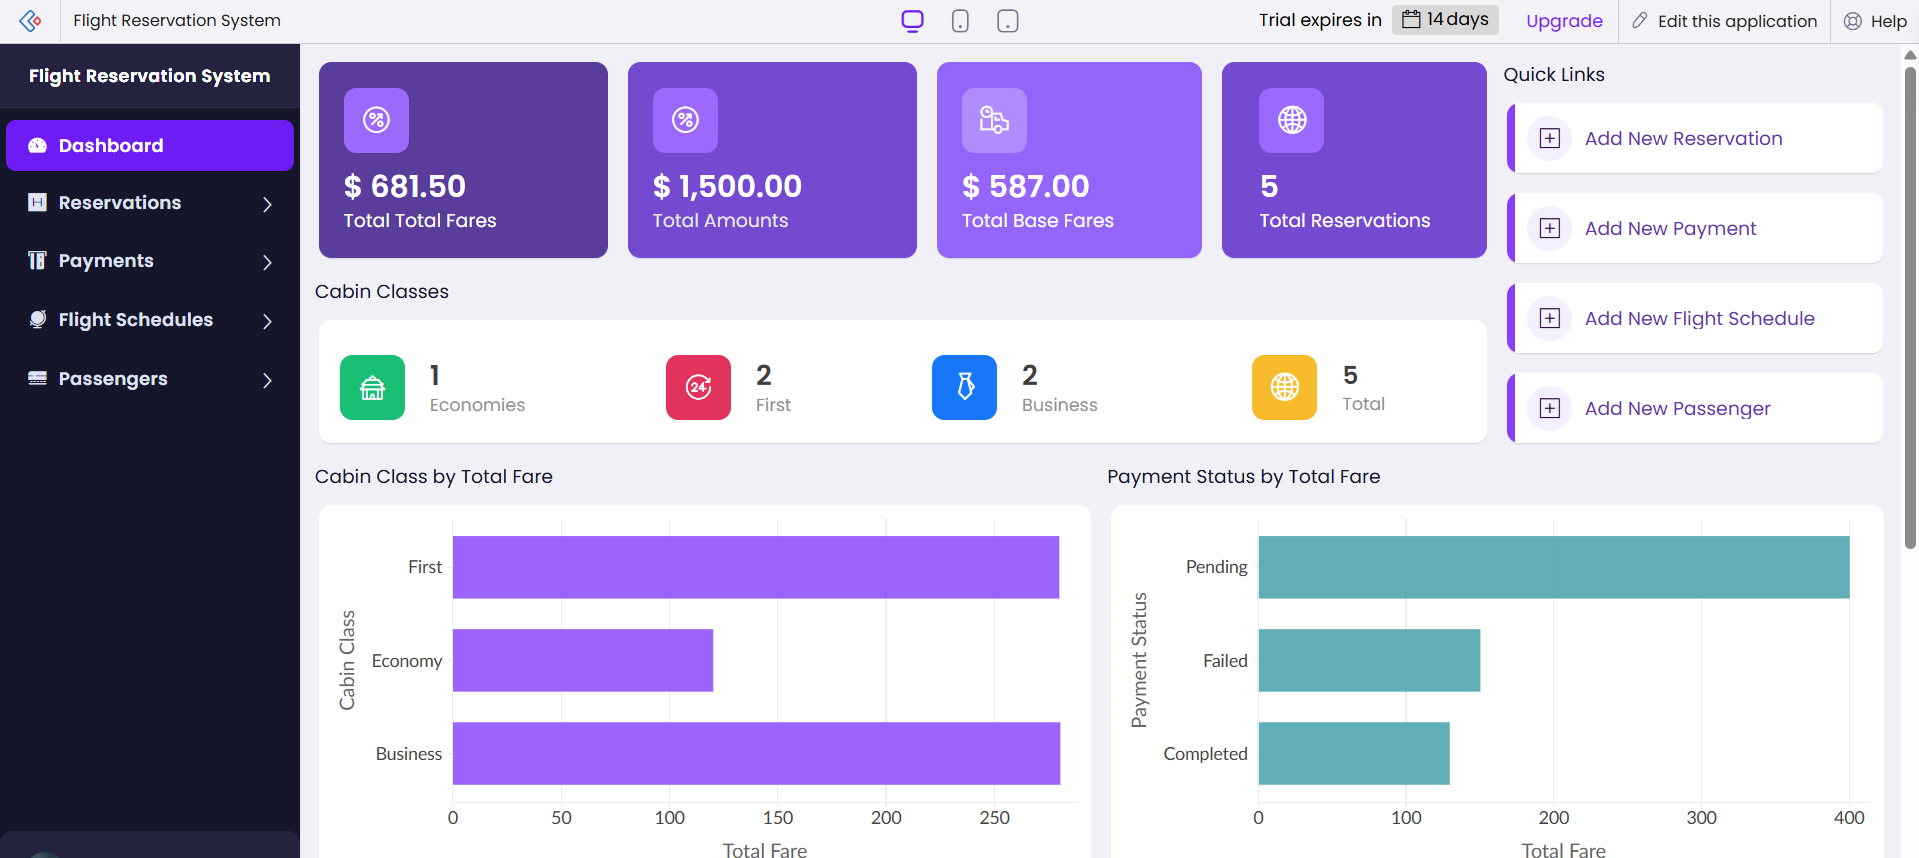 Flight Reservation System
Trial expires in 14 days Upgrade Edit this application Help
Flight Reservation System
Dashboard
Reservations
Payments
Flight Schedules
Passengers
$ 681.50
Total Total Fares
$ 1,500.00
Total Amounts
$ 587.00
Total Base Fares
5
Total Reservations
Quick Links
Add New Reservation
Add New Payment
Add New Flight Schedule
Add New Passenger
Cabin Classes
1
Economies
24
2
First
2
Business
5
Total
Cabin Class by Total Fare
Cabin Class
First
Economy
Business
0 50 100 150 200 250
Total Fare
Payment Status by Total Fare
Payment Status
Pending
Failed
Completed
0 100 200 300 400
Total Fare